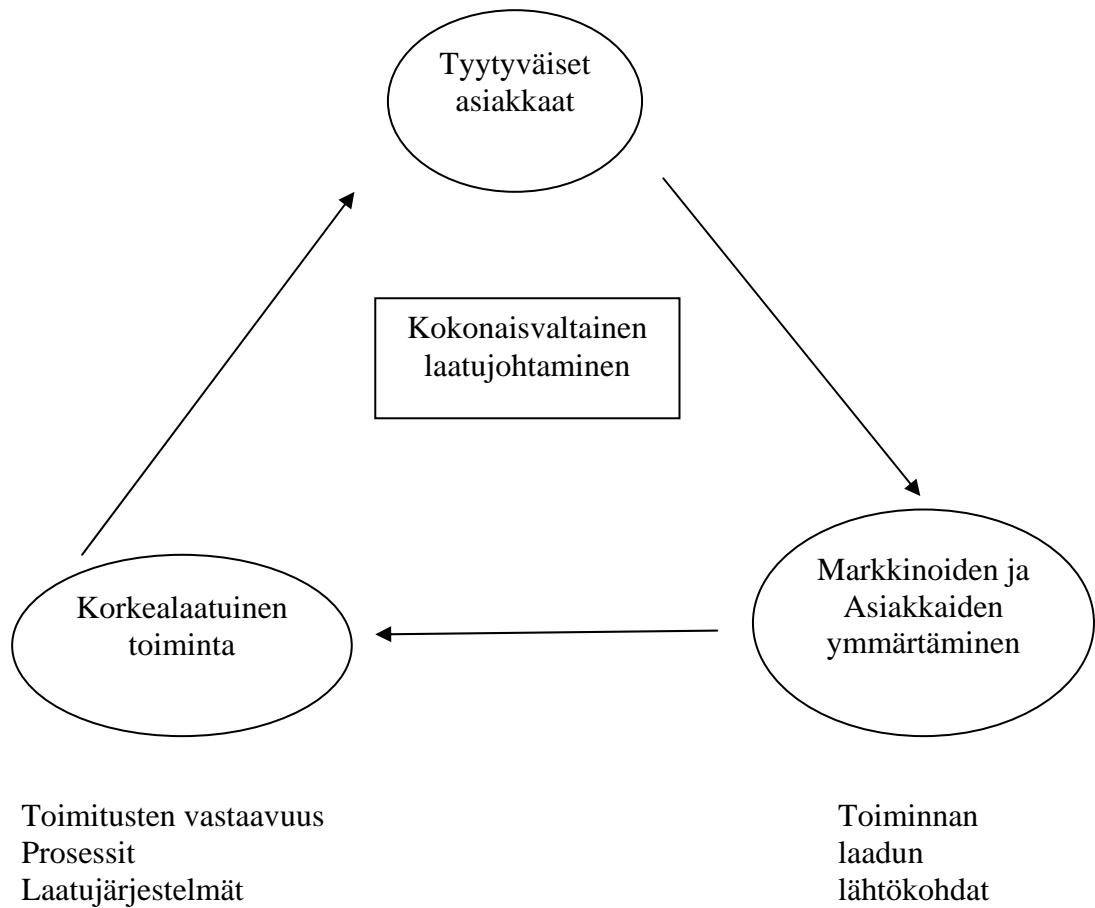 Tyytyväiset
asiakkaat
Kokonaisvaltainen
laatujohtaminen
Korkealaatuinen
toiminta
Markkinoiden ja
Asiakkaiden
ymmärtäminen
Toimitusten vastaavuus
Prosessit
Laatujärjestelmät
Toiminnan
laadun
lähtökohdat